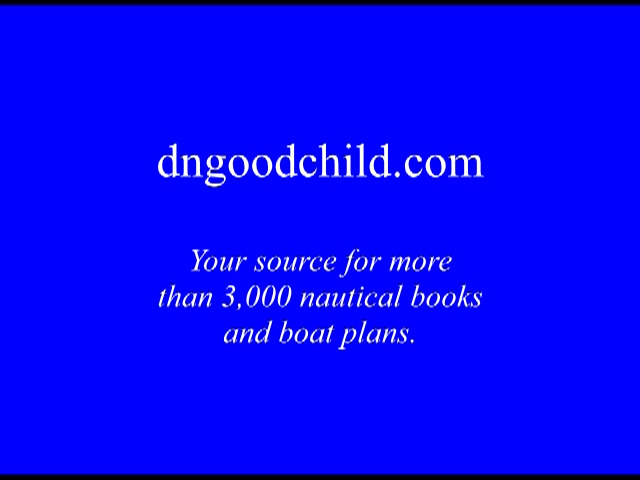 dngoodchild.com
Your source for more
than 3,000 nautical books
and boat plans.